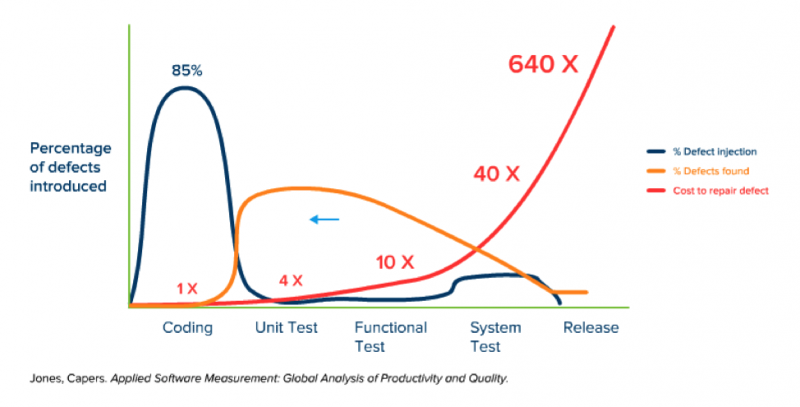 640 X
85%
Percentage
of defects
introduced
% Defect injection
% Defects found
Cost to repair defect
40 X
10 X
4 X
1 X
Coding
Unit Test
Functional
Test
System
Test
Release
Jones, Capers. Applied Software Measurement: Global Analysis of Productivity and Quality.